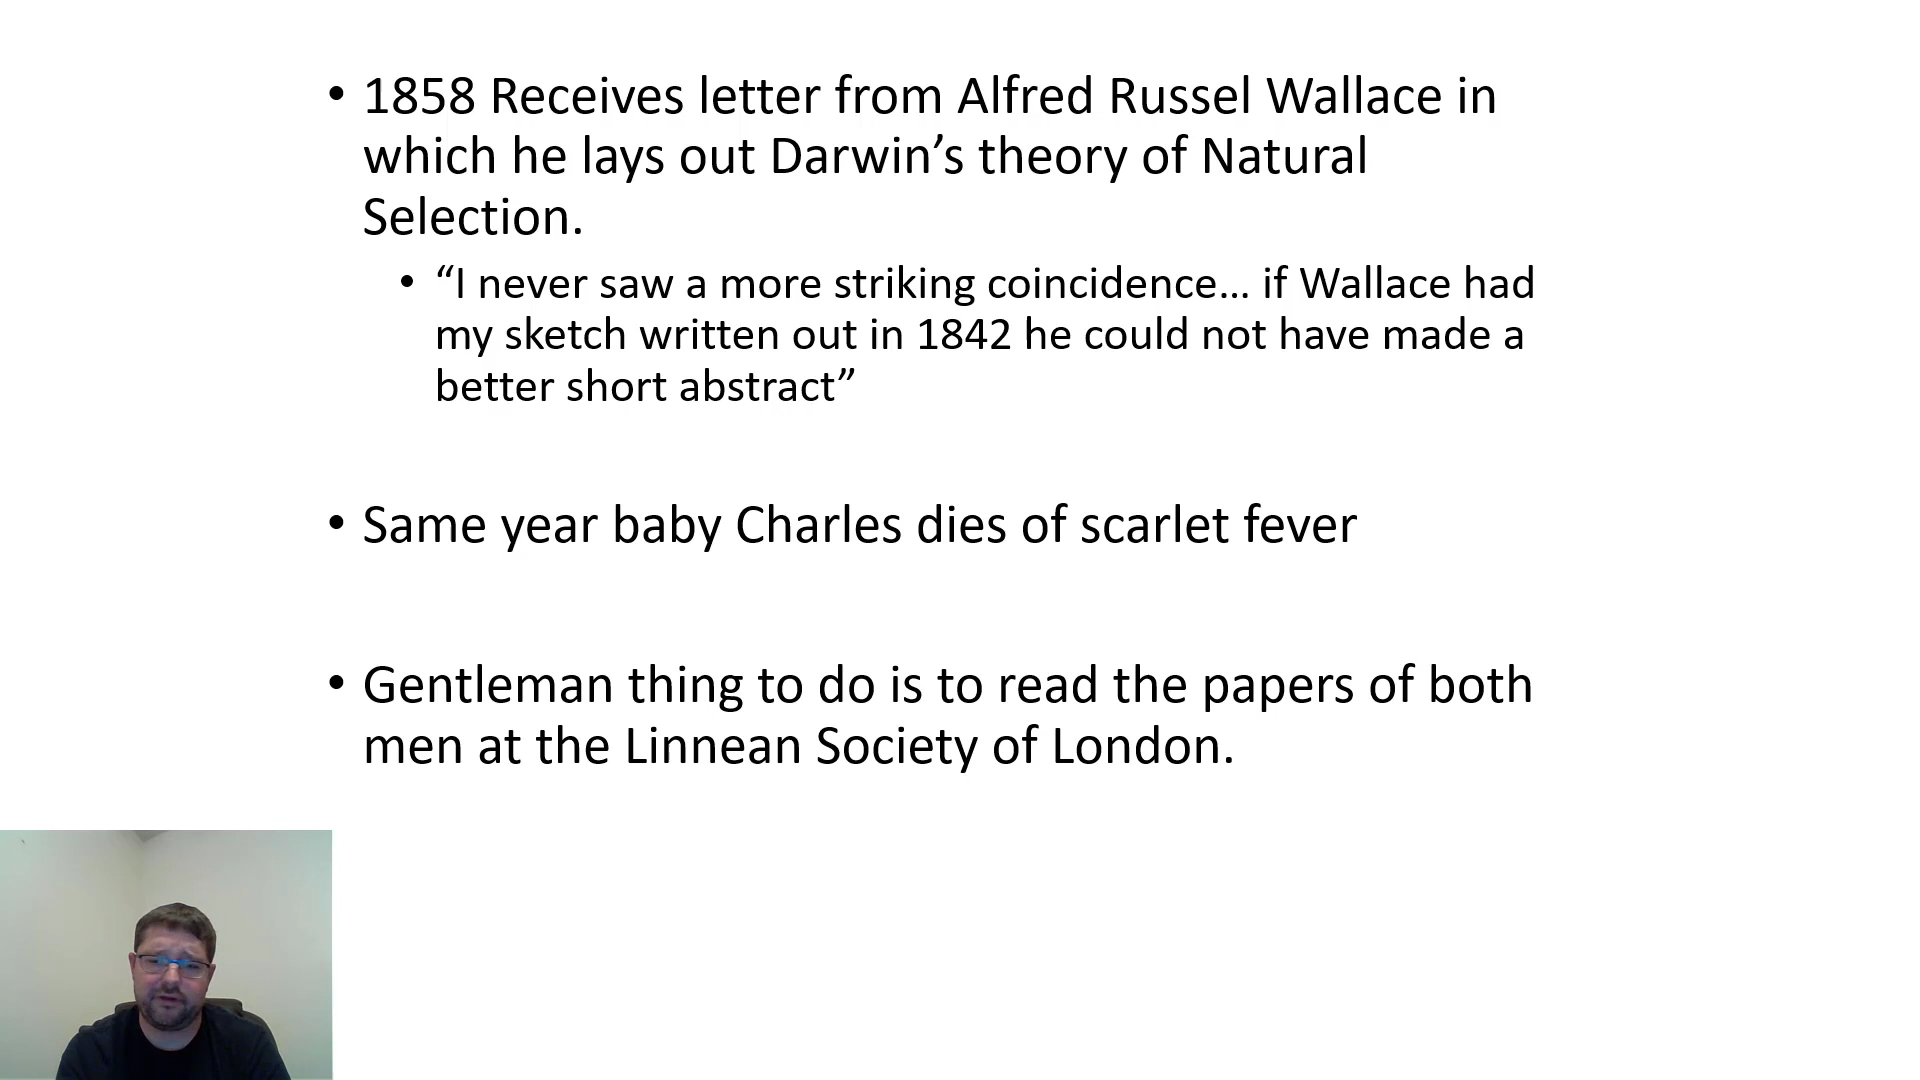 • 1858 Receives letter from Alfred Russel Wallace in
which he lays out Darwin’s theory of Natural
Selection.
• “I never saw a more striking coincidence… if Wallace had
my sketch written out in 1842 he could not have made a
better short abstract”
• Same year baby Charles dies of scarlet fever
• Gentleman thing to do is to read the papers of both
men at the Linnean Society of London.